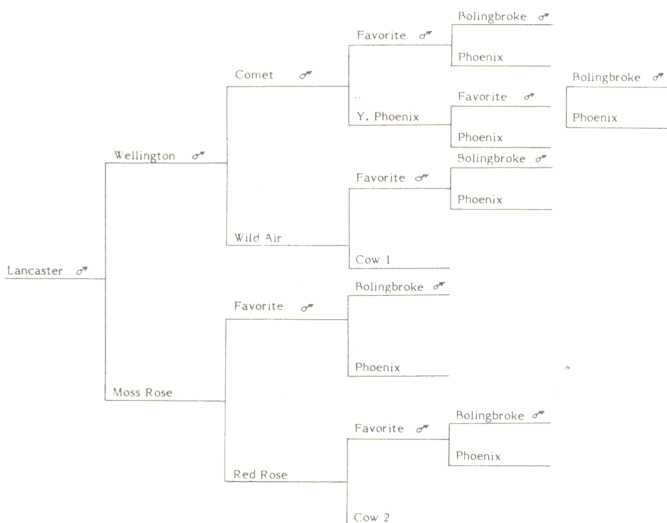 Bolingbroke ♂
Favorite ♂
Phoenix
Comet ♂
Bolingbroke ♂
Favorite ♂
Y. Phoenix
Phoenix
Phoenix
Wellington ♂
Bolingbroke ♂
Favorite ♂
Phoenix
Wild Air
Cow 1
Lancaster ♂
Bolingbroke ♂
Favorite ♂
Phoenix
Moss Rose
Bolingbroke ♂
Favorite ♂
Phoenix
Red Rose
Cow 2